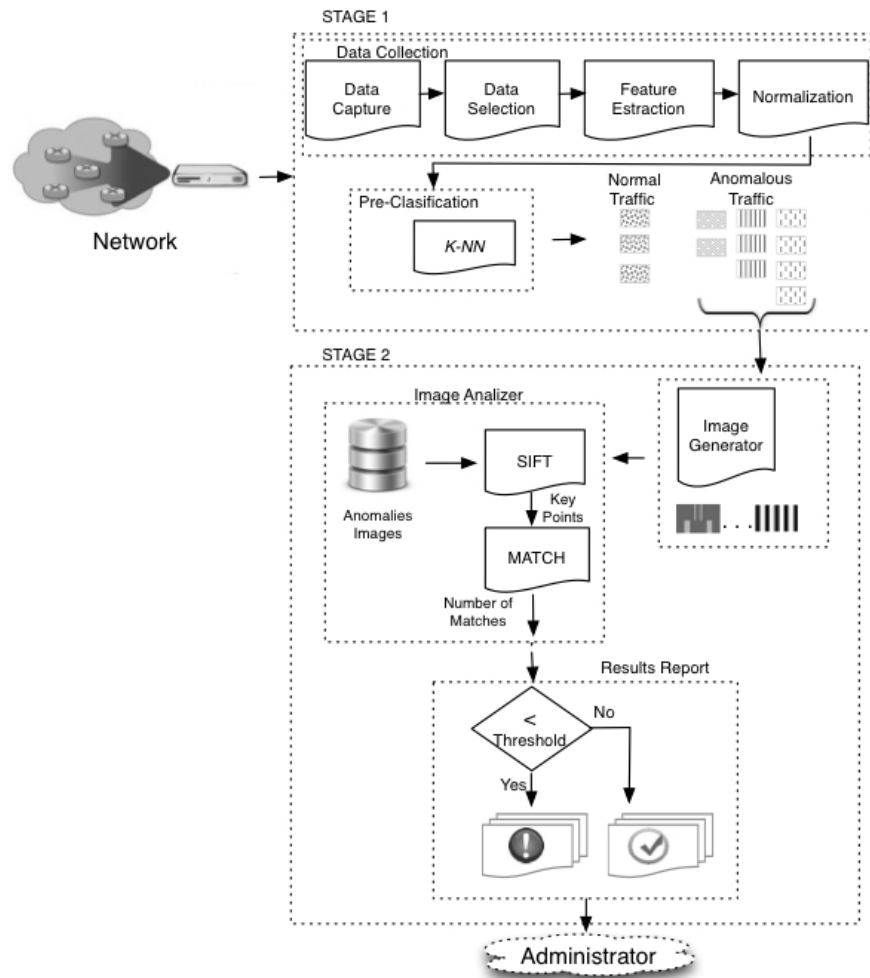 STAGE 1
Data Collection
Data
Capture
Data
Selection
Feature
Estraction
Normalization
Network
Pre-Clasification
K-NN
Normal
Traffic
Anomalous
Traffic
STAGE 2
Image Analizer
Anomalies
Images
SIFT
Key
Points
MATCH
Number of
Matches
Image
Generator
. . .
Results Report
<
Threshold
No
Yes
!
Administrator